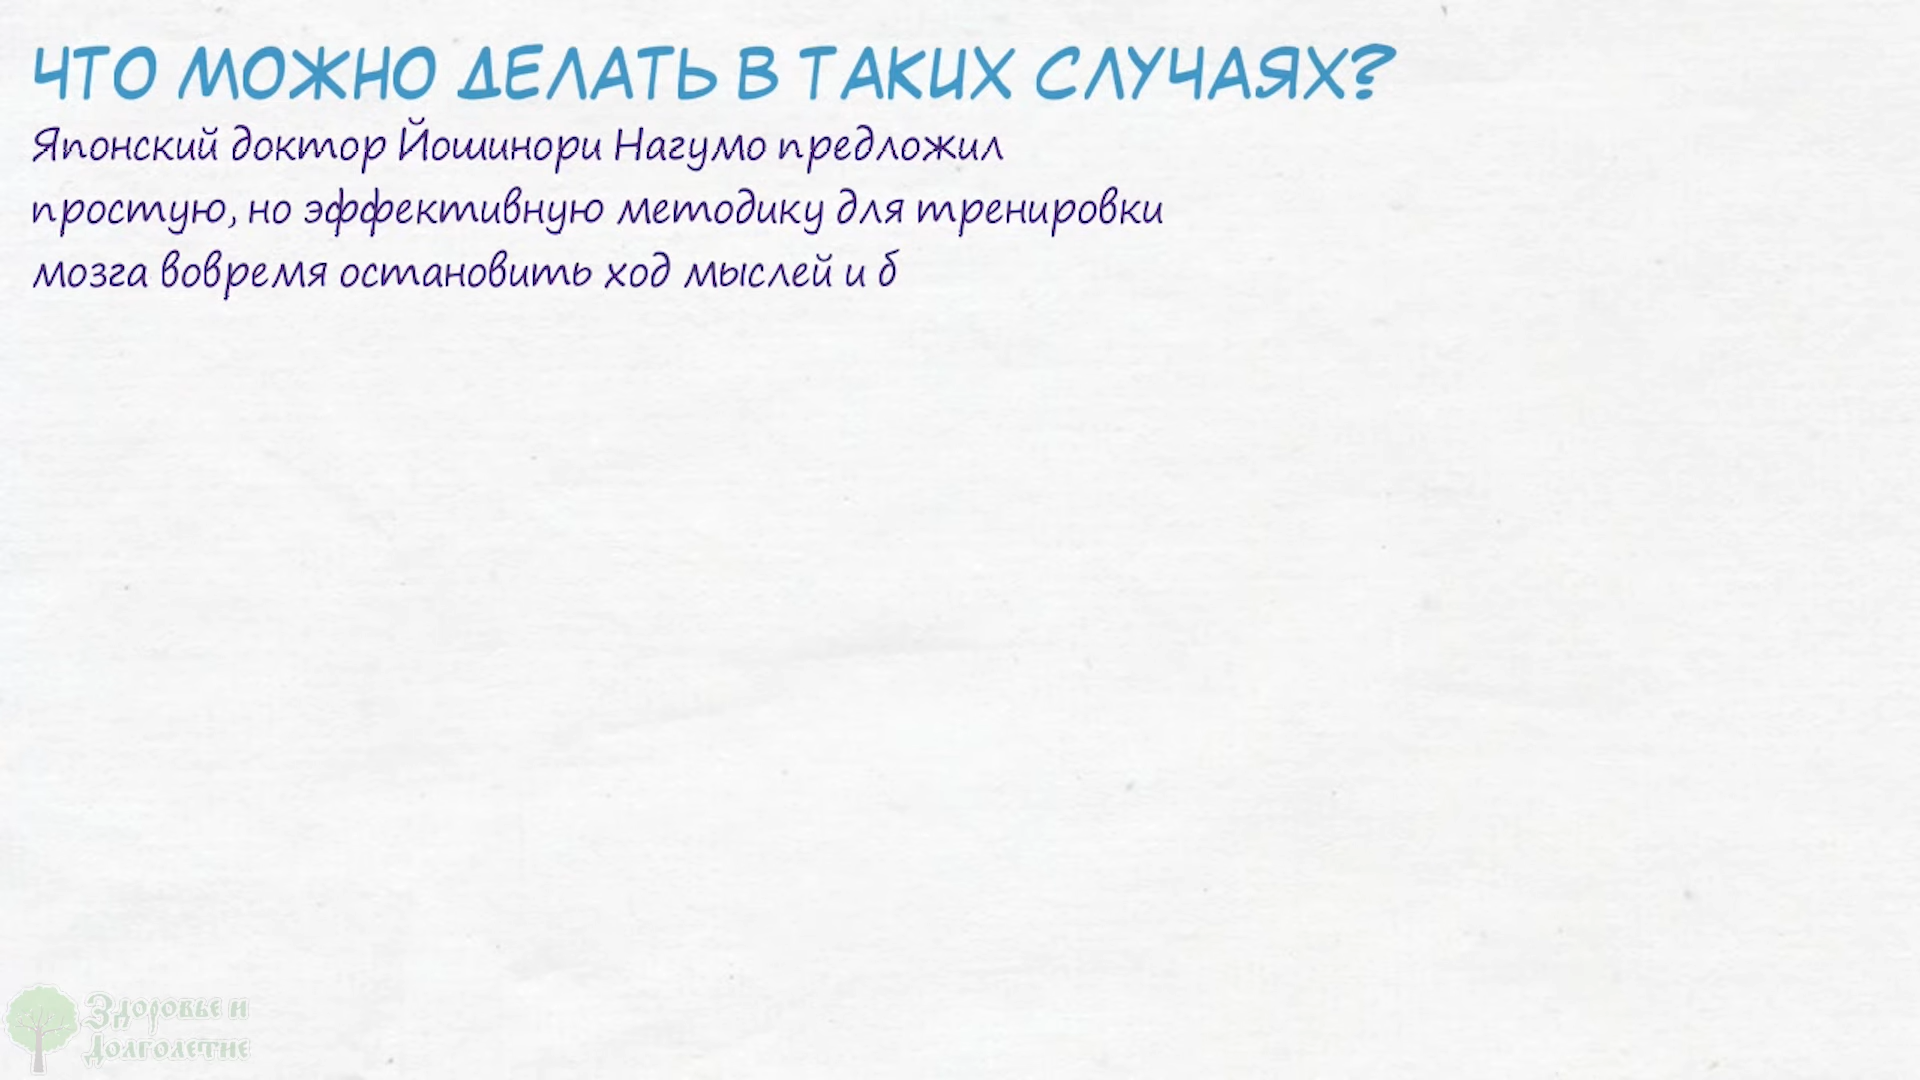 ЧТО МОЖНО ДЕЛАТЬ В ТАКИХ СЛУЧАЯХ?
Японский доктор Йошинори Нагумо предложил
простую, но эффективную методику для тренировки
мозга вовремя остановить ход мыслей и б
Здоровье и
Долголетие